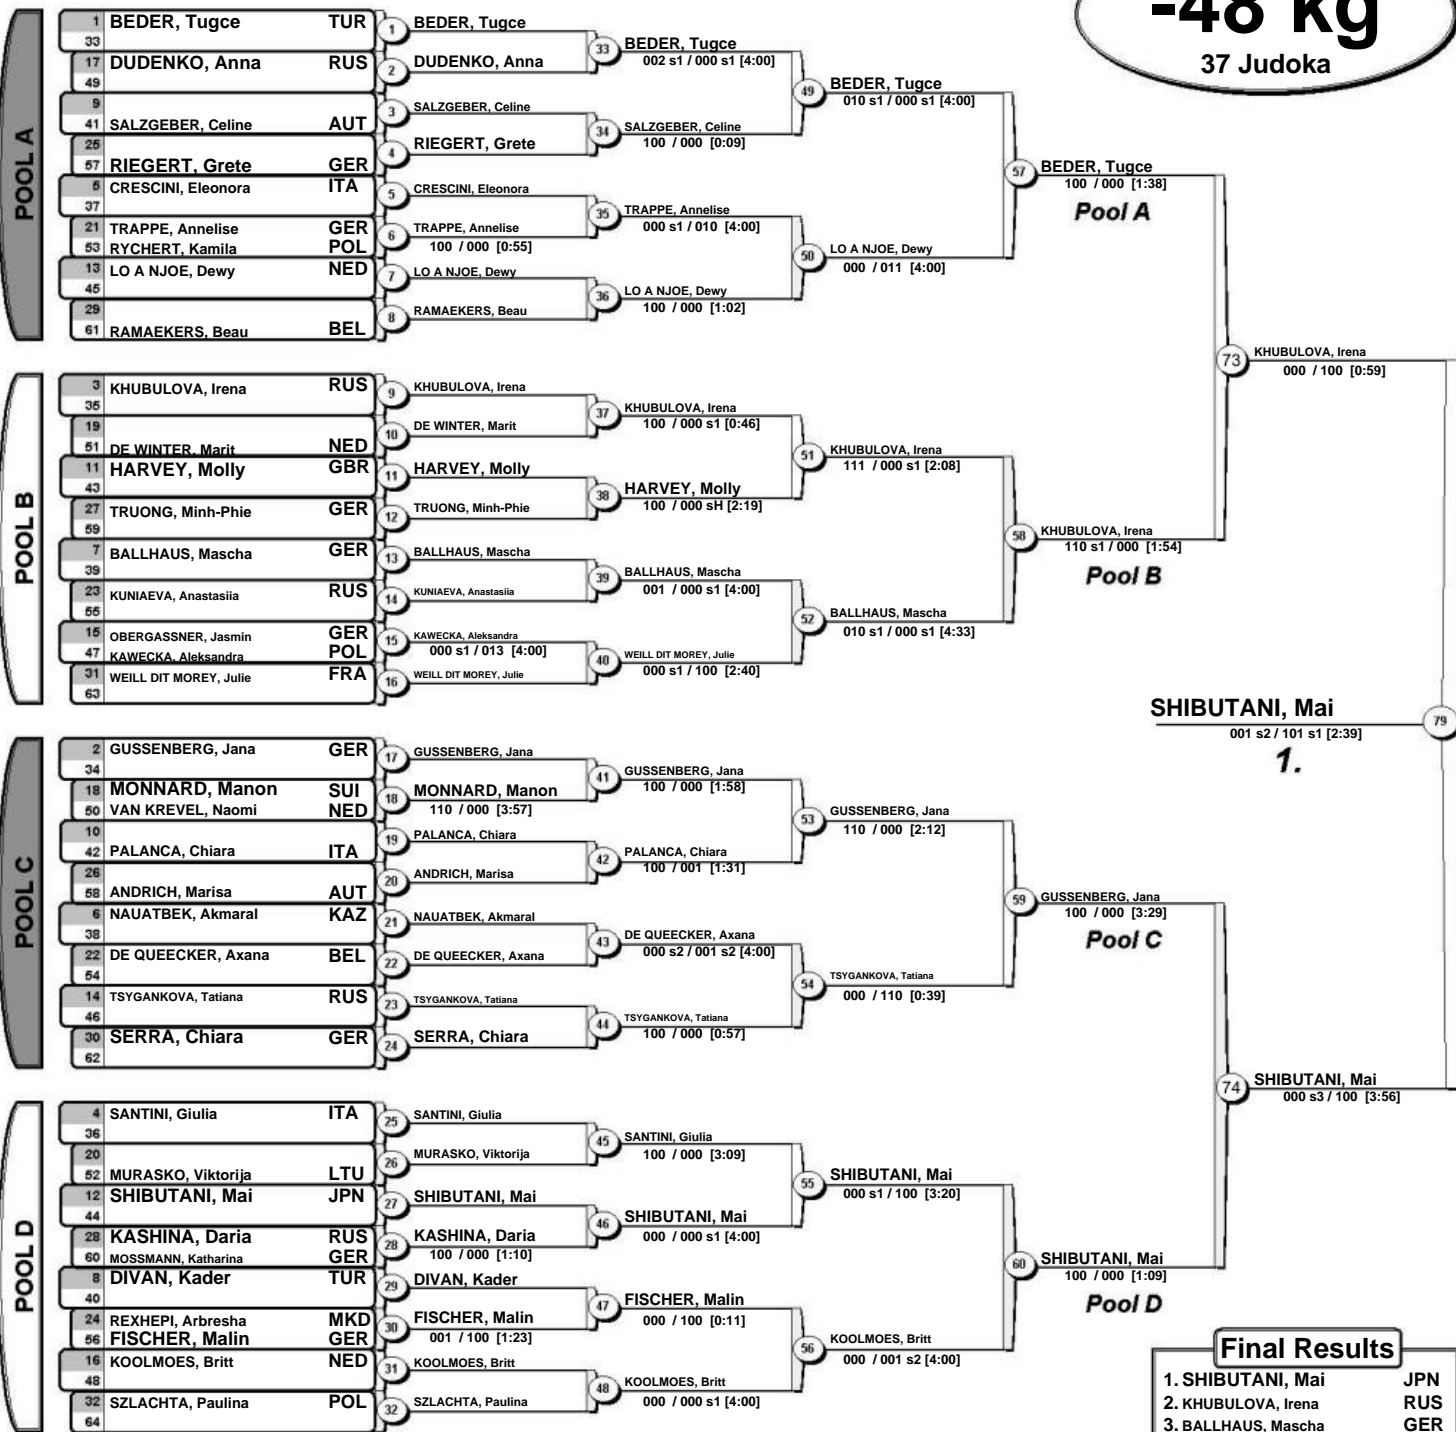 -48 kg
37 Judoka
POOL A
1 BEDER, Tugce TUR
33
17 DUDENKO, Anna RUS
49
9
41 SALZGEBER, Celine AUT
25
57 RIEGERT, Grete GER
5 CRESCINI, Eleonora ITA
37
21 TRAPPE, Annelise GER
53 RYCHERT, Kamila POL
13 LO A NJOE, Dewy NED
45
29
61 RAMAEKERS, Beau BEL
1 BEDER, Tugce
2 DUDENKO, Anna
3 SALZGEBER, Celine
4 RIEGERT, Grete
5 CRESCINI, Eleonora
6 TRAPPE, Annelise
100 / 000 [0:55]
7 LO A NJOE, Dewy
8 RAMAEKERS, Beau
33 BEDER, Tugce
002 s1 / 000 s1 [4:00]
34 SALZGEBER, Celine
100 / 000 [0:09]
35 TRAPPE, Annelise
000 s1 / 010 [4:00]
36 LO A NJOE, Dewy
100 / 000 [1:02]
49 BEDER, Tugce
010 s1 / 000 s1 [4:00]
50 LO A NJOE, Dewy
000 / 011 [4:00]
57 BEDER, Tugce
100 / 000 [1:38]
Pool A
POOL B
3 KHUBULOVA, Irena RUS
35
19
51 DE WINTER, Marit NED
11 HARVEY, Molly GBR
43
27 TRUONG, Minh-Phie GER
59
7 BALLHAUS, Mascha GER
39
23 KUNIAEVA, Anastasiia RUS
55
15 OBERGASSNER, Jasmin GER
47 KAWECKA, Aleksandra POL
31 WEILL DIT MOREY, Julie FRA
63
9 KHUBULOVA, Irena
10 DE WINTER, Marit
11 HARVEY, Molly
12 TRUONG, Minh-Phie
13 BALLHAUS, Mascha
14 KUNIAEVA, Anastasiia
15 KAWECKA, Aleksandra
000 s1 / 013 [4:00]
16 WEILL DIT MOREY, Julie
37 KHUBULOVA, Irena
100 / 000 s1 [0:46]
38 HARVEY, Molly
100 / 000 sH [2:19]
39 BALLHAUS, Mascha
001 / 000 s1 [4:00]
40 WEILL DIT MOREY, Julie
000 s1 / 100 [2:40]
51 KHUBULOVA, Irena
111 / 000 s1 [2:08]
52 BALLHAUS, Mascha
010 s1 / 000 s1 [4:33]
58 KHUBULOVA, Irena
110 s1 / 000 [1:54]
Pool B
73 KHUBULOVA, Irena
000 / 100 [0:59]
SHIBUTANI, Mai 79
001 s2 / 101 s1 [2:39]
1.
POOL C
2 GUSSENBERG, Jana GER
34
18 MONNARD, Manon SUI
50 VAN KREVEL, Naomi NED
10
42 PALANCA, Chiara ITA
26
58 ANDRICH, Marisa AUT
6 NAUATBEK, Akmaral KAZ
38
22 DE QUEECKER, Axana BEL
54
14 TSYGANKOVA, Tatiana RUS
46
30 SERRA, Chiara GER
62
17 GUSSENBERG, Jana
18 MONNARD, Manon
110 / 000 [3:57]
19 PALANCA, Chiara
20 ANDRICH, Marisa
21 NAUATBEK, Akmaral
22 DE QUEECKER, Axana
23 TSYGANKOVA, Tatiana
24 SERRA, Chiara
41 GUSSENBERG, Jana
100 / 000 [1:58]
42 PALANCA, Chiara
100 / 001 [1:31]
43 DE QUEECKER, Axana
000 s2 / 001 s2 [4:00]
44 TSYGANKOVA, Tatiana
100 / 000 [0:57]
53 GUSSENBERG, Jana
110 / 000 [2:12]
54 TSYGANKOVA, Tatiana
000 / 110 [0:39]
59 GUSSENBERG, Jana
100 / 000 [3:29]
Pool C
74 SHIBUTANI, Mai
000 s3 / 100 [3:56]
POOL D
4 SANTINI, Giulia ITA
36
20
52 MURASKO, Viktorija LTU
12 SHIBUTANI, Mai JPN
44
28 KASHINA, Daria RUS
60 MOSSMANN, Katharina GER
8 DIVAN, Kader TUR
40
24 REXHEPI, Arbresha MKD
56 FISCHER, Malin GER
16 KOOLMOES, Britt NED
48
32 SZLACHTA, Paulina POL
64
25 SANTINI, Giulia
26 MURASKO, Viktorija
27 SHIBUTANI, Mai
28 KASHINA, Daria
100 / 000 [1:10]
29 DIVAN, Kader
30 FISCHER, Malin
001 / 100 [1:23]
31 KOOLMOES, Britt
32 SZLACHTA, Paulina
45 SANTINI, Giulia
100 / 000 [3:09]
46 SHIBUTANI, Mai
000 / 000 s1 [4:00]
47 FISCHER, Malin
000 / 100 [0:11]
48 KOOLMOES, Britt
000 / 000 s1 [4:00]
55 SHIBUTANI, Mai
000 s1 / 100 [3:20]
56 KOOLMOES, Britt
000 / 001 s2 [4:00]
60 SHIBUTANI, Mai
100 / 000 [1:09]
Pool D
Final Results
1. SHIBUTANI, Mai JPN
2. KHUBULOVA, Irena RUS
3. BALLHAUS, Mascha GER